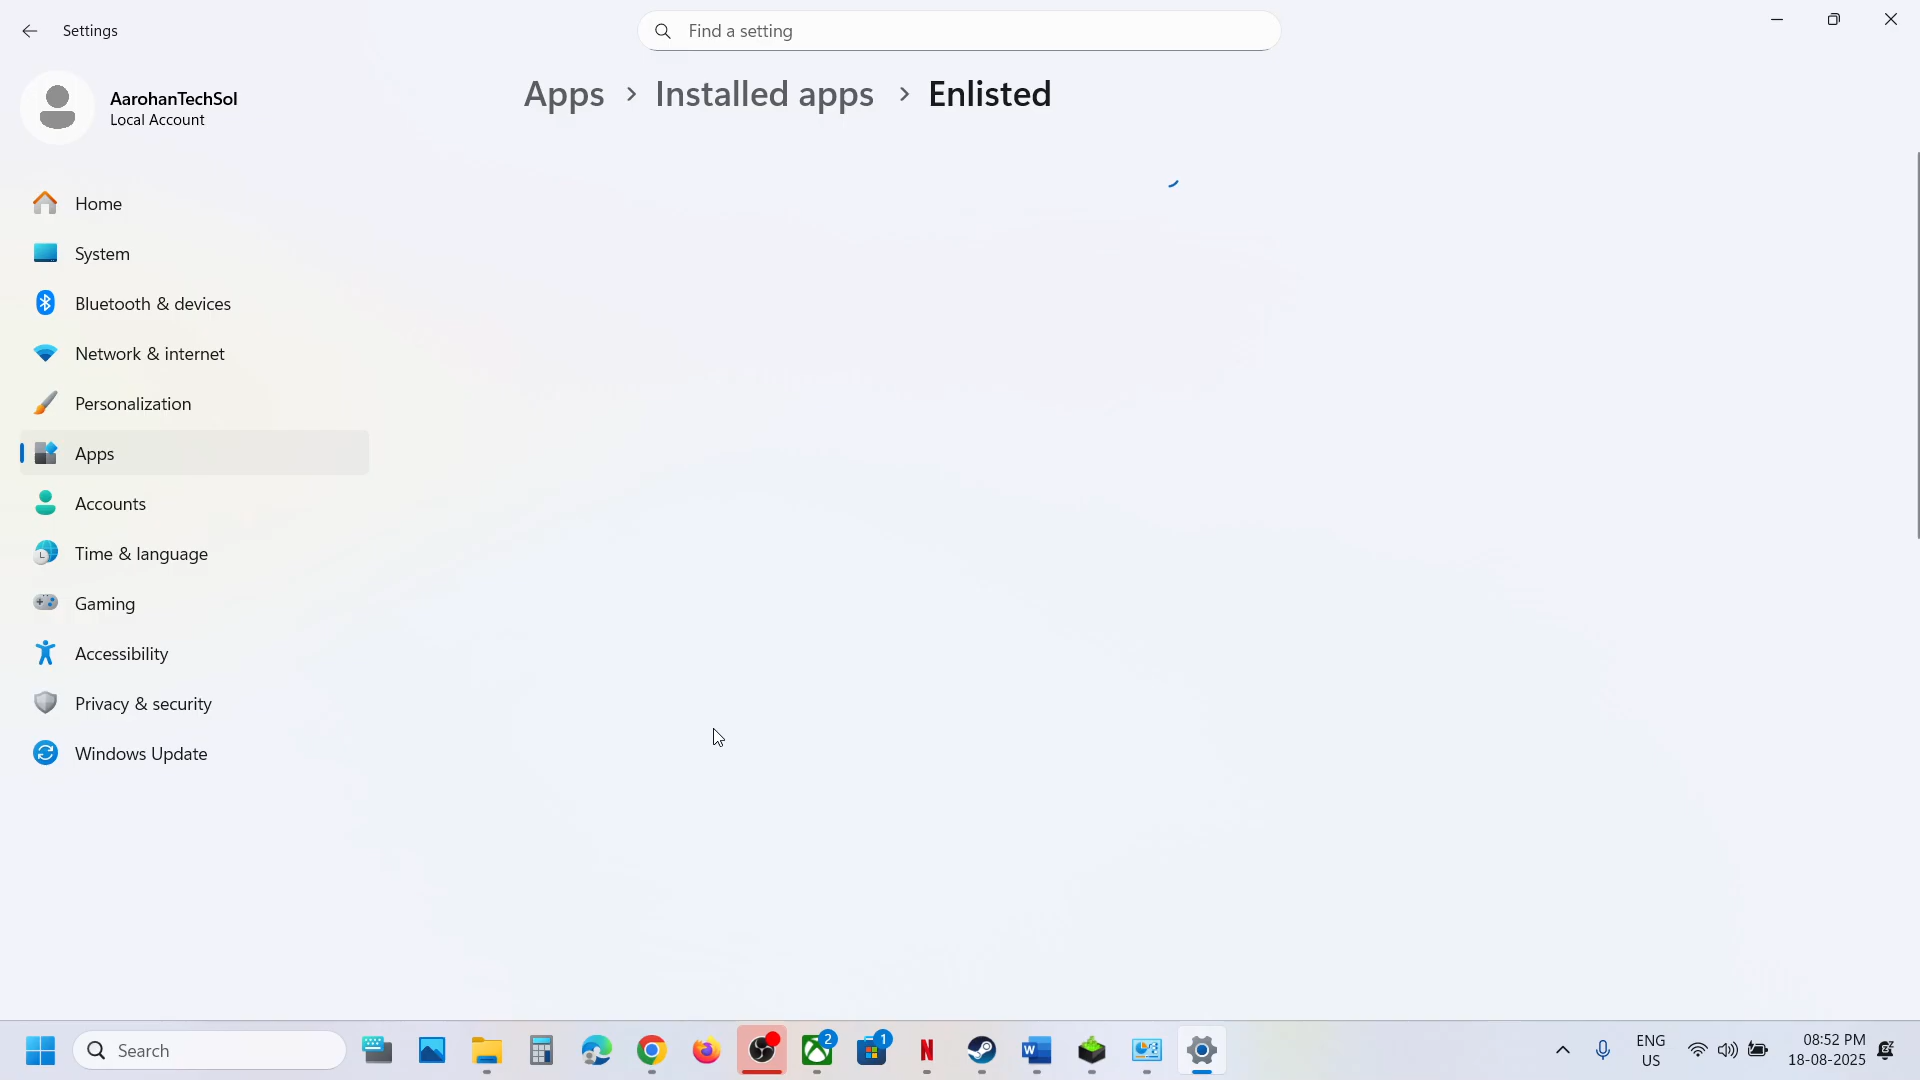 Settings
Find a setting
AarohanTechSol
Local Account
Apps > Installed apps > Enlisted
Home
System
Bluetooth & devices
Network & internet
Personalization
Apps
Accounts
Time & language
Gaming
Accessibility
Privacy & security
Windows Update
Search
2
1
ENG
US
08:52 PM
18-08-2025